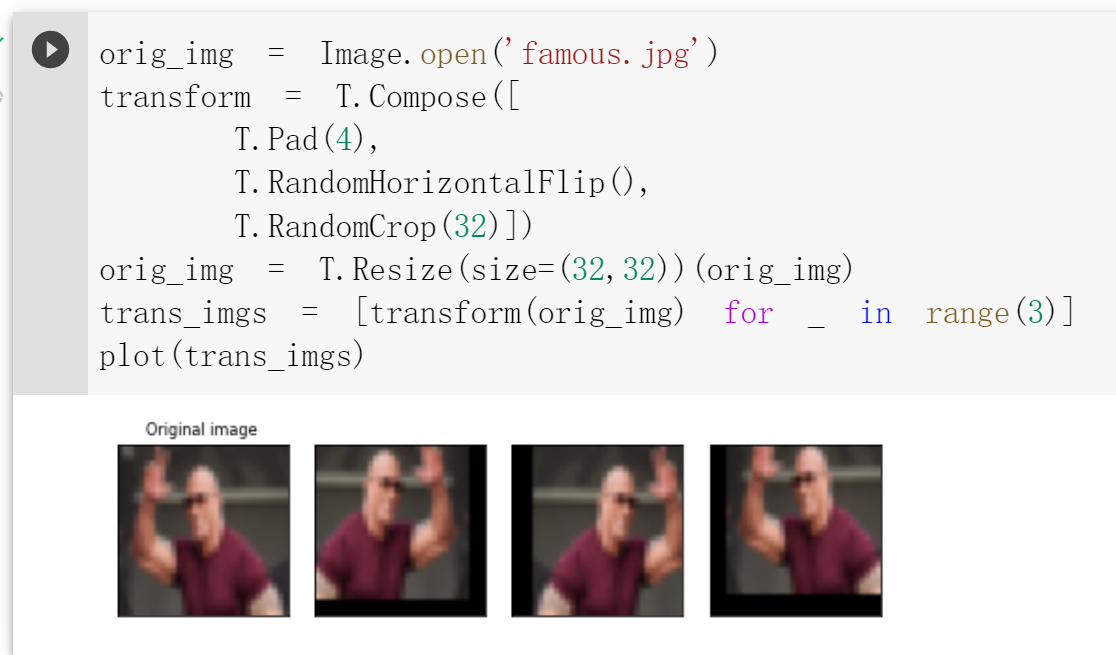 orig_img = Image.open('famous.jpg')
transform = T.Compose([
T.Pad(4),
T.RandomHorizontalFlip(),
T.RandomCrop(32)])
orig_img = T.Resize(size=(32,32))(orig_img)
trans_imgs = [transform(orig_img) for _ in range(3)]
plot(trans_imgs)
Original image